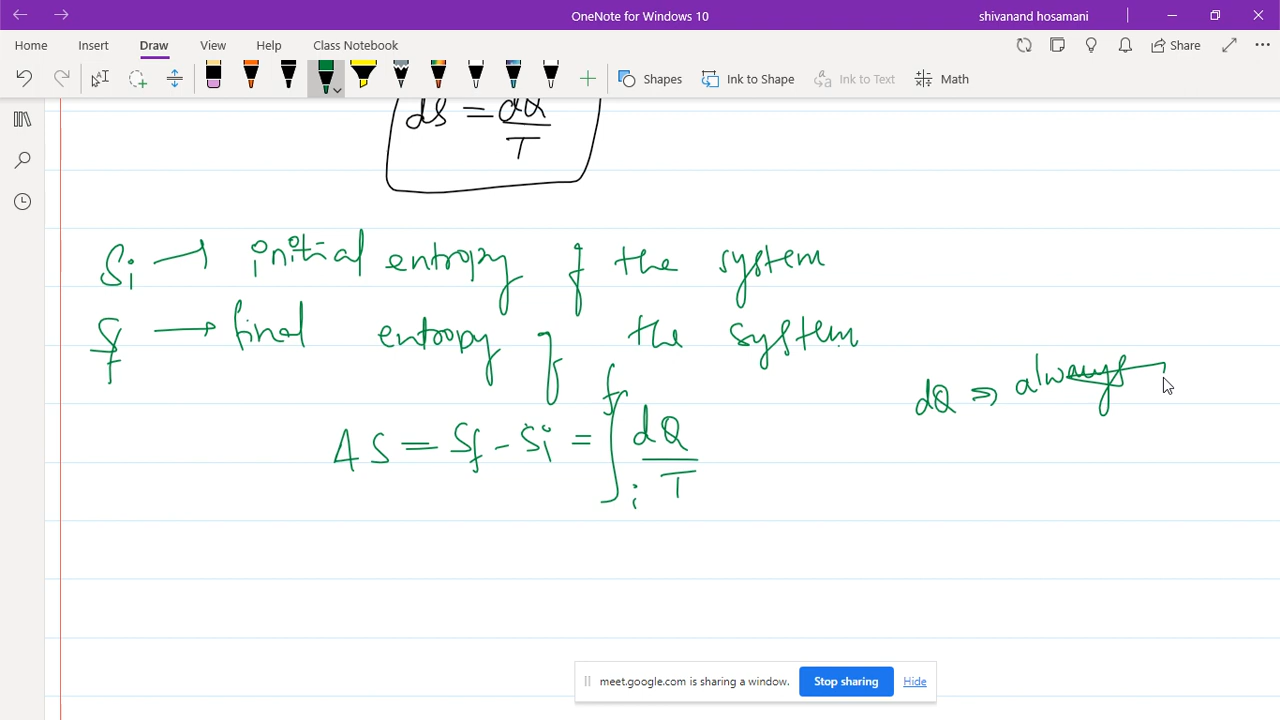 OneNote for Windows 10
shivanand hosamani
Home Insert Draw View Help Class Notebook
Share
Shapes Ink to Shape Ink to Text Math
dS = dQ/T
Si → initial entropy of the system
Sf → final entropy of the system
dQ ⇒ always
ΔS = Sf - Si = ∫ᵢᶠ dQ/T
meet.google.com is sharing a window. Stop sharing Hide